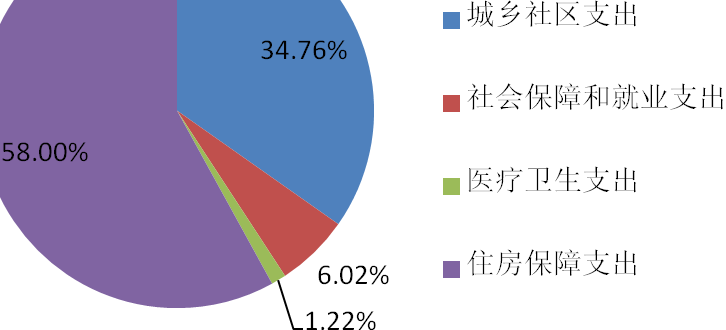 城乡社区支出
34.76%
社会保障和就业支出
58.00%
医疗卫生支出
住房保障支出
6.02%
1.22%